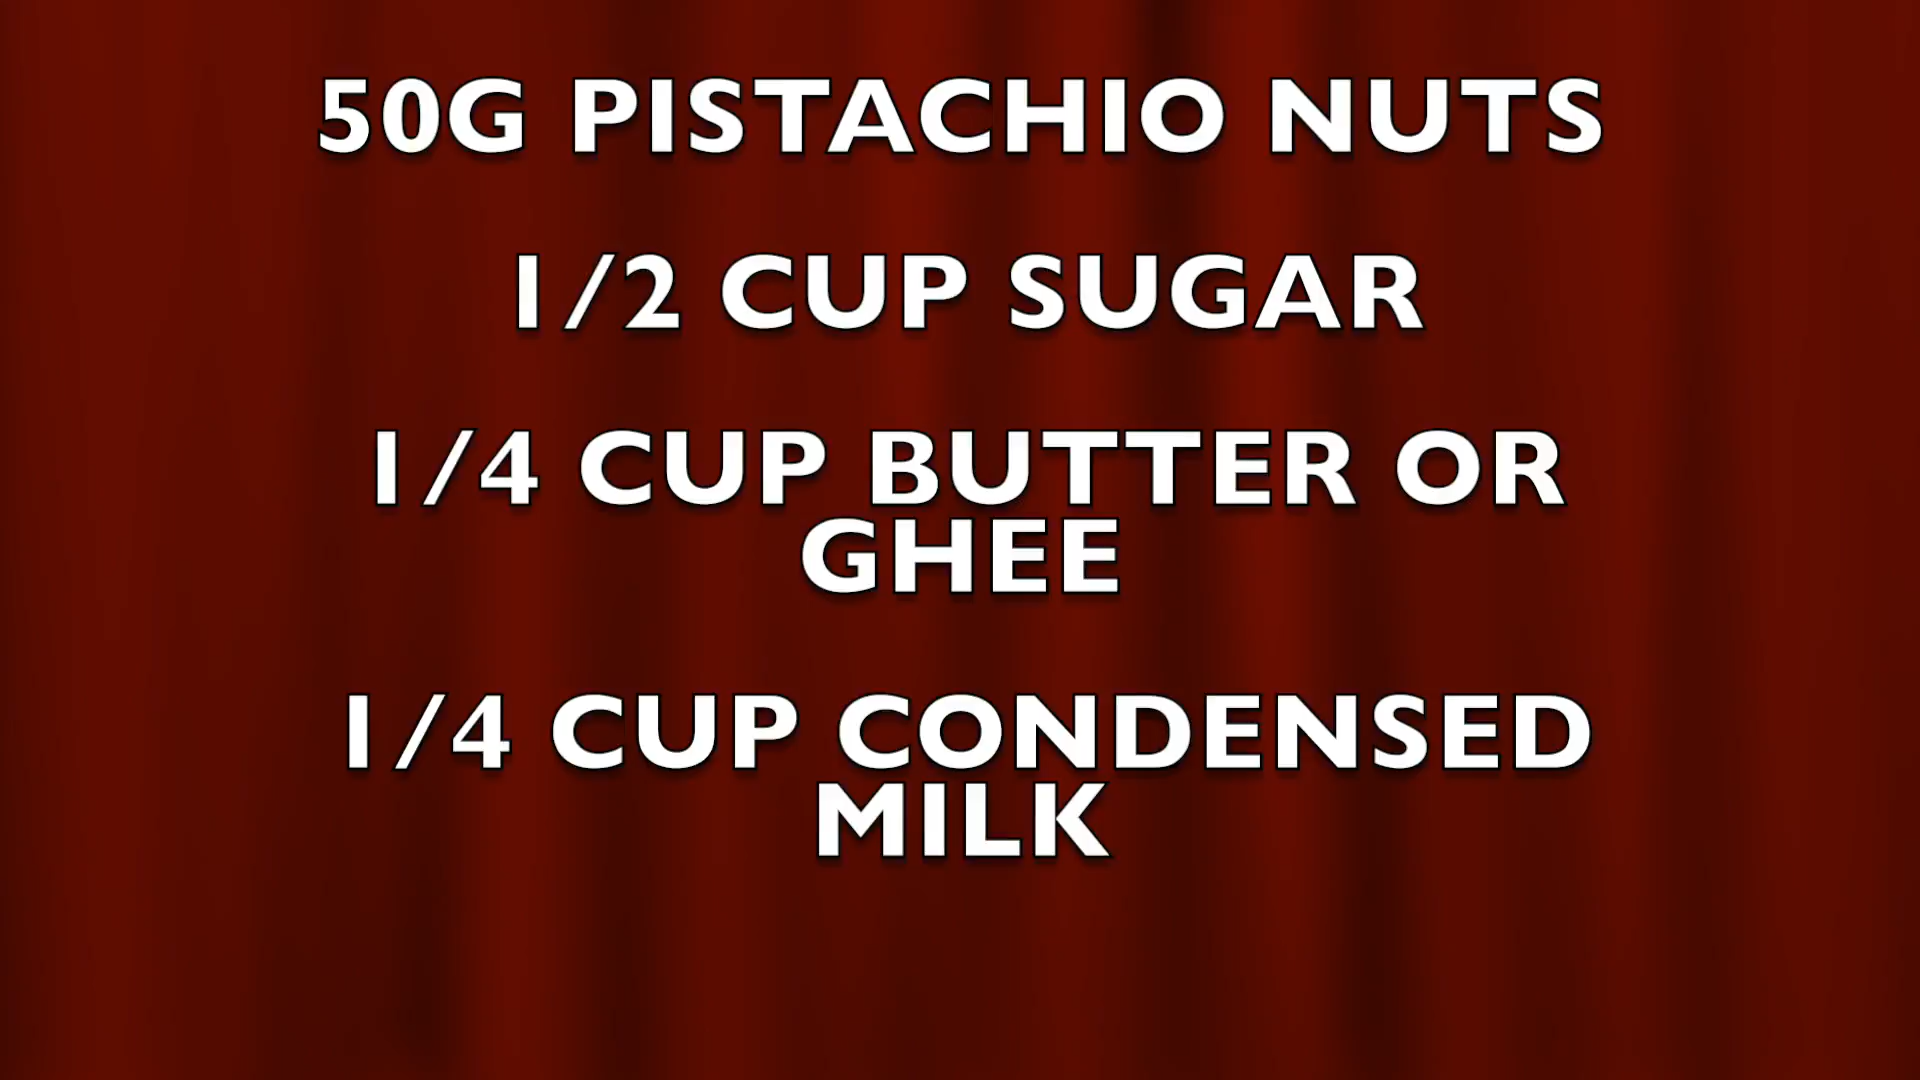 50G PISTACHIO NUTS
1/2 CUP SUGAR
1/4 CUP BUTTER OR
GHEE
1/4 CUP CONDENSED
MILK